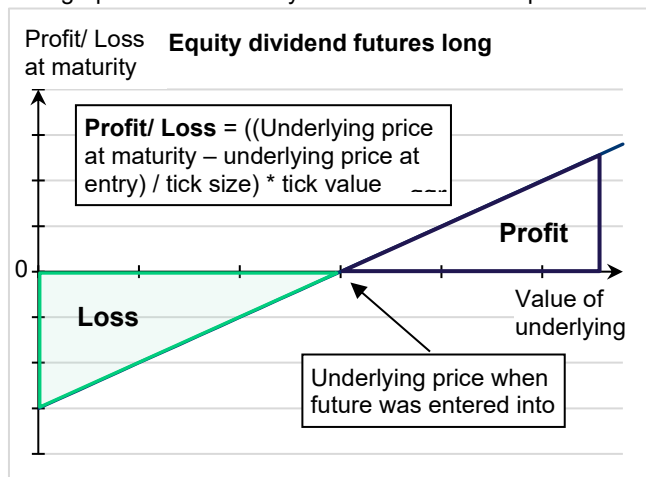 Profit/ Loss
at maturity
Equity dividend futures long
Profit/ Loss = ((Underlying price
at maturity – underlying price at
entry) / tick size) * tick value
Profit
0
Loss
Value of
underlying
Underlying price when
future was entered into